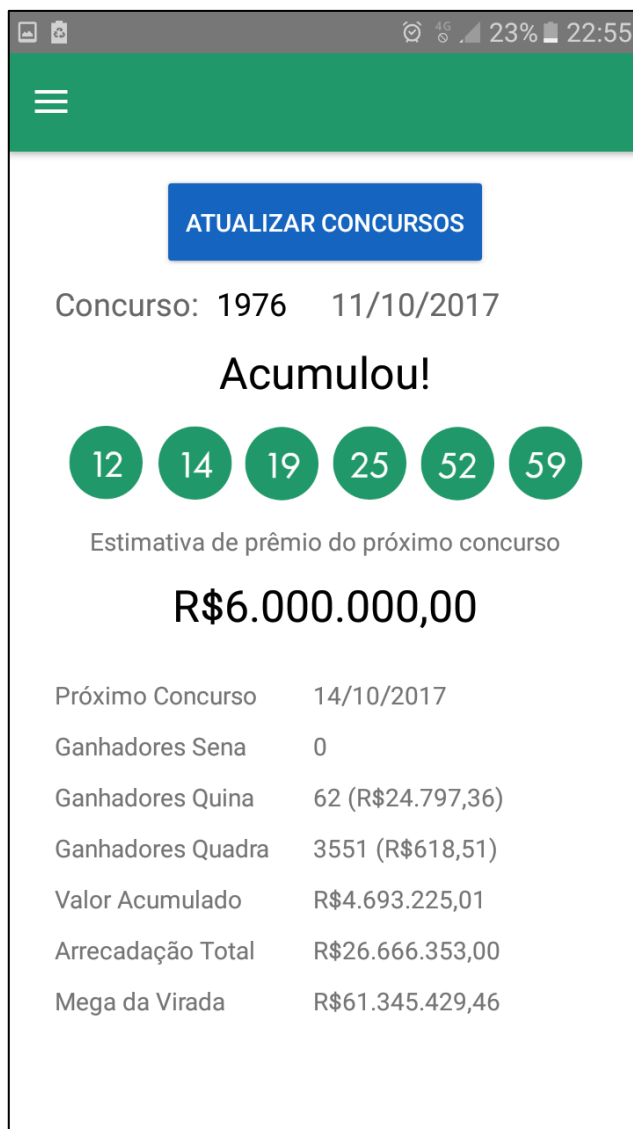 4G 23% 22:55
ATUALIZAR CONCURSOS
Concurso: 1976 11/10/2017
Acumulou!
12 14 19 25 52 59
Estimativa de prêmio do próximo concurso
R$6.000.000,00
Próximo Concurso 14/10/2017
Ganhadores Sena 0
Ganhadores Quina 62 (R$24.797,36)
Ganhadores Quadra 3551 (R$618,51)
Valor Acumulado R$4.693.225,01
Arrecadação Total R$26.666.353,00
Mega da Virada R$61.345.429,46